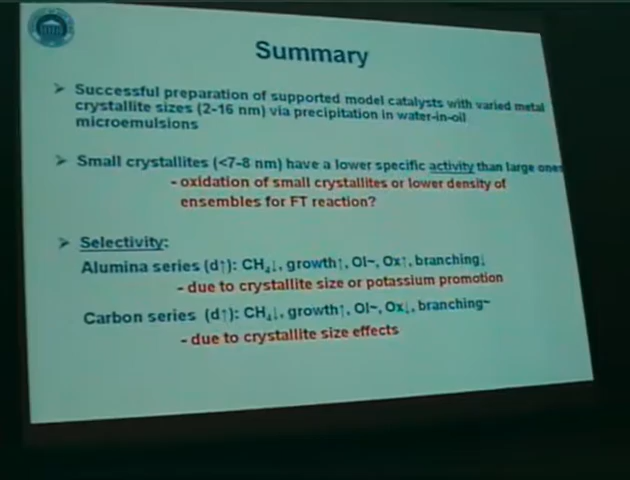 Summary
➢ Successful preparation of supported model catalysts with varied metal
crystallite sizes (2-16 nm) via precipitation in water-in-oil
microemulsions
➢ Small crystallites (<7-8 nm) have a lower specific activity than large ones
- oxidation of small crystallites or lower density of
ensembles for FT reaction?
➢ Selectivity:
Alumina series (d↑): CH₄↓, growth↑, Ol~, Ox↑, branching↓
- due to crystallite size or potassium promotion
Carbon series (d↑): CH₄↓, growth↑, Ol~, Ox↓, branching~
- due to crystallite size effects